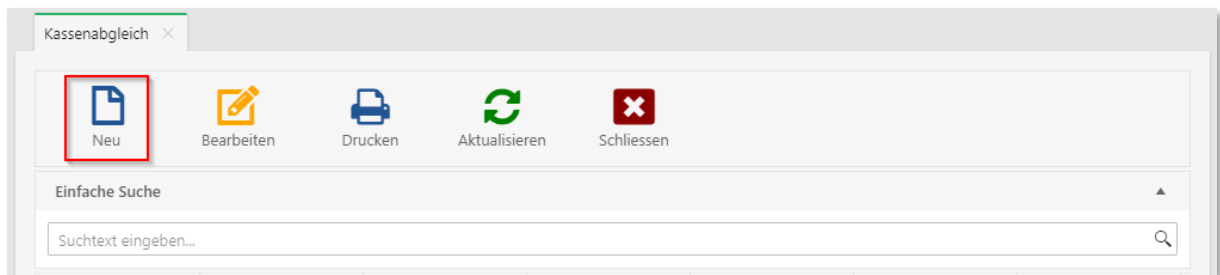 Kassenabgleich
Neu Bearbeiten Drucken Aktualisieren Schliessen
Einfache Suche
Suchtext eingeben...